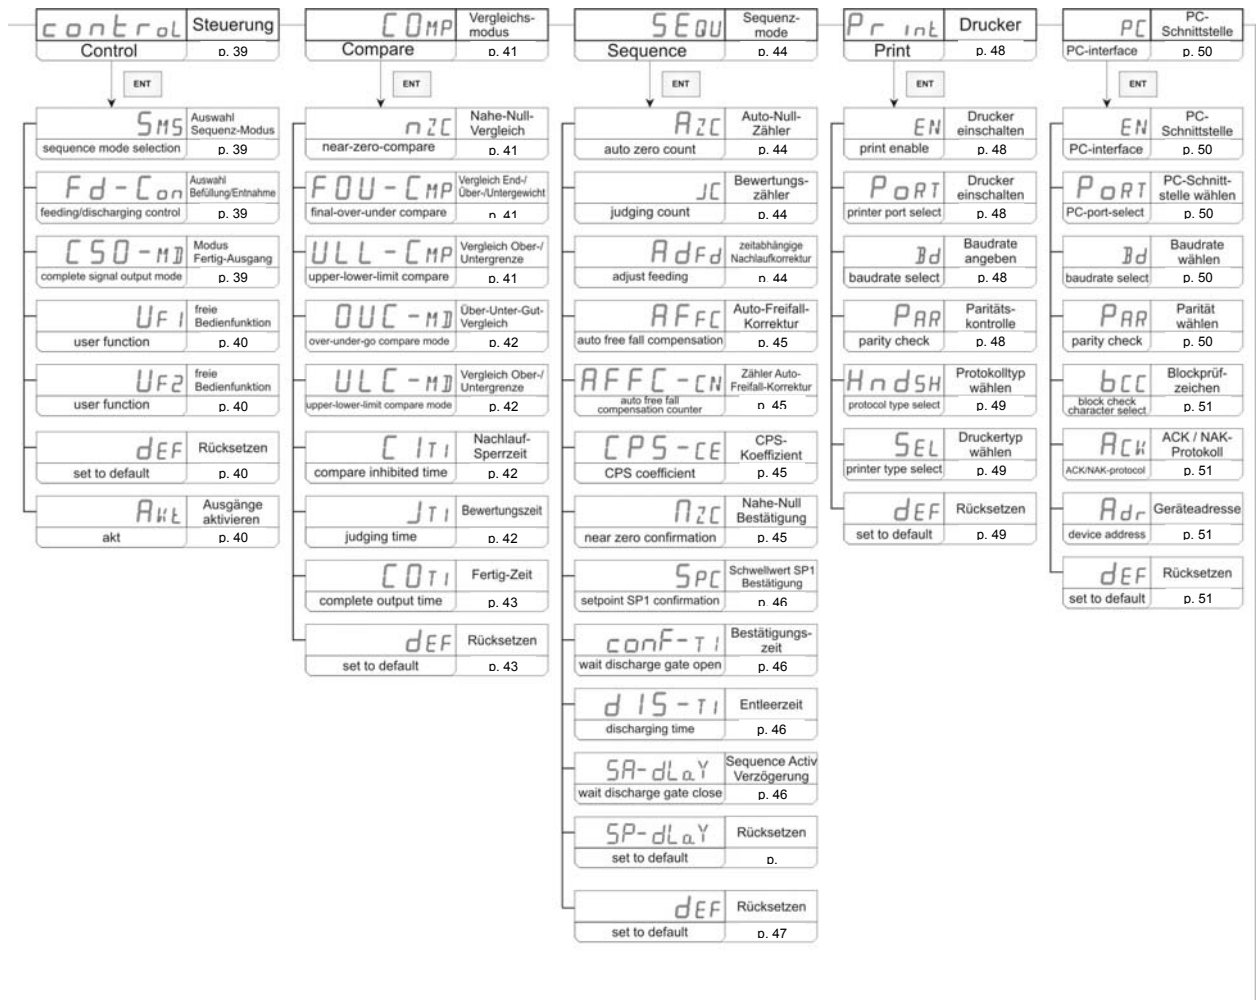 control Steuerung
Control p. 39
ENT
SMS Auswahl
Sequenz-Modus
sequence mode selection p. 39
Fd-Con Auswahl
Befüllung/Entnahme
feeding/discharging control p. 39
CSO-MD Modus
Fertig-Ausgang
complete signal output mode p. 39
UF1 freie
Bedienfunktion
user function p. 40
UF2 freie
Bedienfunktion
user function p. 40
dEF Rücksetzen
set to default p. 40
AKt Ausgänge
aktivieren
akt p. 40
COMP Vergleichs-
modus
Compare p. 41
ENT
nZC Nahe-Null-
Vergleich
near-zero-compare p. 41
FOU-CMP Vergleich End-/
Über-/Untergewicht
final-over-under compare p. 41
ULL-CMP Vergleich Ober-/
Untergrenze
upper-lower-limit compare p. 41
OUC-MD Über-Unter-Gut-
Vergleich
over-under-go compare mode p. 42
ULC-MD Vergleich Ober-/
Untergrenze
upper-lower-limit compare mode p. 42
CITI Nachlauf-
Sperrzeit
compare inhibited time p. 42
JTI Bewertungszeit
judging time p. 42
COTI Fertig-Zeit
complete output time p. 43
dEF Rücksetzen
set to default p. 43
SEQU Sequenz-
mode
Sequence p. 44
ENT
AZC Auto-Null-
Zähler
auto zero count p. 44
JC Bewertungs-
zähler
judging count p. 44
AdFd zeitabhängige
Nachlaufkorrektur
adjust feeding p. 44
AFFC Auto-Freifall-
Korrektur
auto free fall compensation p. 45
AFFC-CN Zähler Auto-
Freifall-Korrektur
auto free fall
compensation counter p. 45
CPS-CE CPS-
Koeffizient
CPS coefficient p. 45
NZC Nahe-Null
Bestätigung
near zero confirmation p. 45
SPC Schwellwert SP1
Bestätigung
setpoint SP1 confirmation p. 46
conF-TI Bestätigungs-
zeit
wait discharge gate open p. 46
dIS-TI Entleerzeit
discharging time p. 46
SA-dLaY Sequence Activ
Verzögerung
wait discharge gate close p. 46
SP-dLaY Rücksetzen
set to default p.
dEF Rücksetzen
set to default p. 47
Print Drucker
Print p. 48
ENT
EN Drucker
einschalten
print enable p. 48
PoRT Drucker
einschalten
printer port select p. 48
Bd Baudrate
angeben
baudrate select p. 48
PAR Paritäts-
kontrolle
parity check p. 48
HndSH Protokolltyp
wählen
protocol type select p. 49
SEL Druckertyp
wählen
printer type select p. 49
dEF Rücksetzen
set to default p. 49
PC PC-
Schnittstelle
PC-interface p. 50
ENT
EN PC-
Schnittstelle
PC-interface p. 50
PoRT PC-Schnitt-
stelle wählen
PC-port-select p. 50
Bd Baudrate
wählen
baudrate select p. 50
PAR Parität
wählen
parity check p. 50
bCC Blockprüf-
zeichen
block check
character select p. 51
ACK ACK / NAK-
Protokoll
ACK/NAK-protocol p. 51
Adr Geräteadresse
device address p. 51
dEF Rücksetzen
set to default p. 51